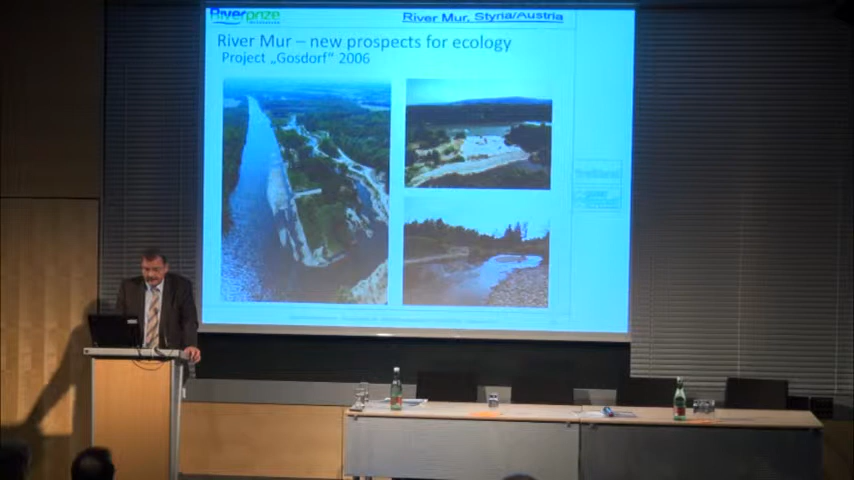 Riverprize
River Mur, Styria/Austria
River Mur – new prospects for ecology
Project „Gosdorf“ 2006